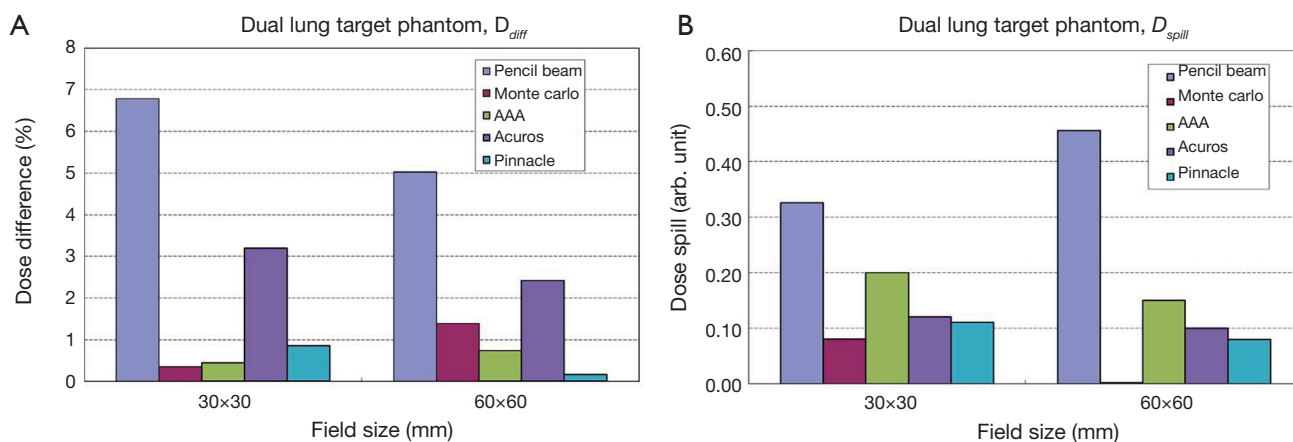 A
Dual lung target phantom, Ddiff
8
7
6
5
4
3
2
1
0
Dose difference (%)
Pencil beam
Monte carlo
AAA
Acuros
Pinnacle
30×30
60×60
Field size (mm)
B
Dual lung target phantom, Dspill
0.60
0.50
0.40
0.30
0.20
0.10
0.00
Dose spill (arb. unit)
Pencil beam
Monte carlo
AAA
Acuros
Pinnacle
30×30
60×60
Field size (mm)